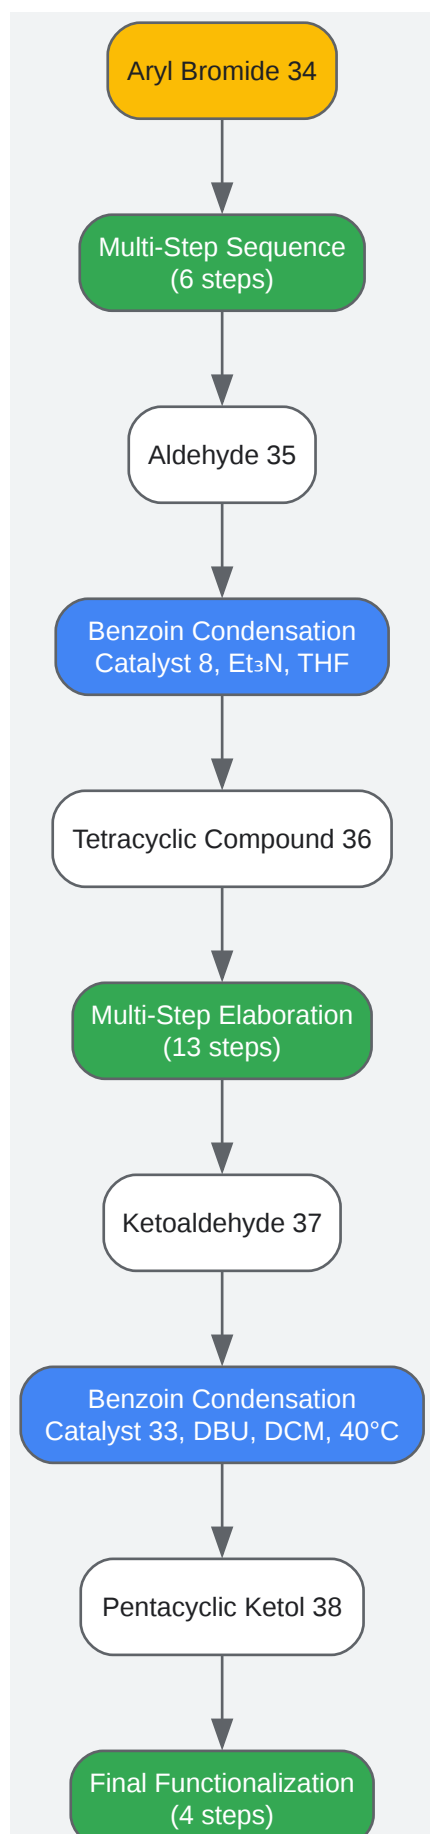 Aryl Bromide 34
Multi-Step Sequence
(6 steps)
Aldehyde 35
Benzoin Condensation
Catalyst 8, Et₃N, THF
Tetracyclic Compound 36
Multi-Step Elaboration
(13 steps)
Ketoaldehyde 37
Benzoin Condensation
Catalyst 33, DBU, DCM, 40°C
Pentacyclic Ketol 38
Final Functionalization
(4 steps)